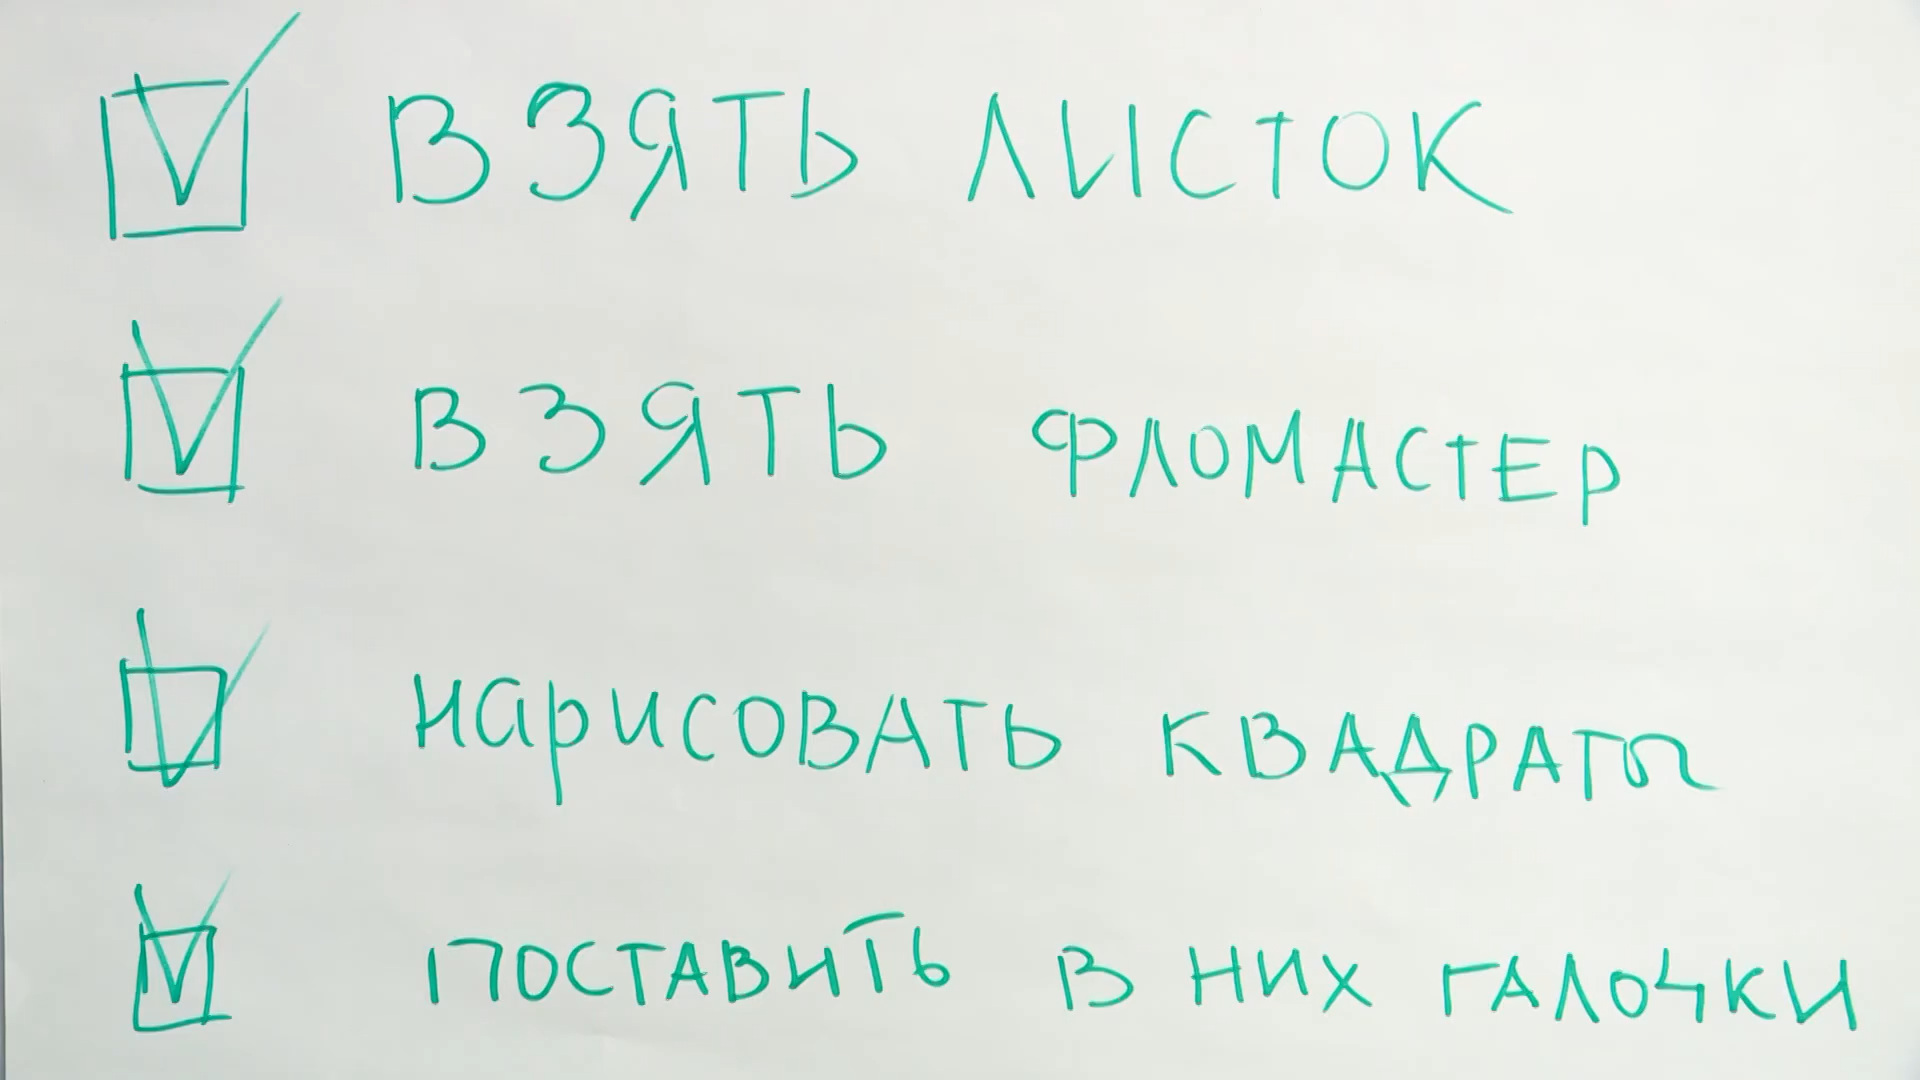 ВЗЯТЬ ЛИСТОК
ВЗЯТЬ ФЛОМАСТЕР
НАРИСОВАТЬ КВАДРАТЫ
ПОСТАВИТЬ В НИХ ГАЛОЧКИ